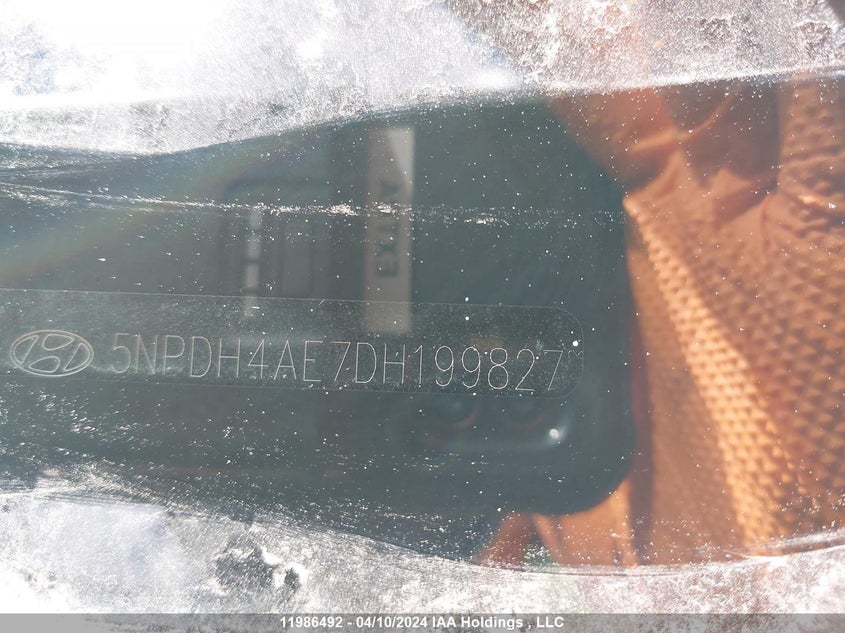 5NPDH4AE7DH199827
11986492 - 04/10/2024 IAA Holdings , LLC